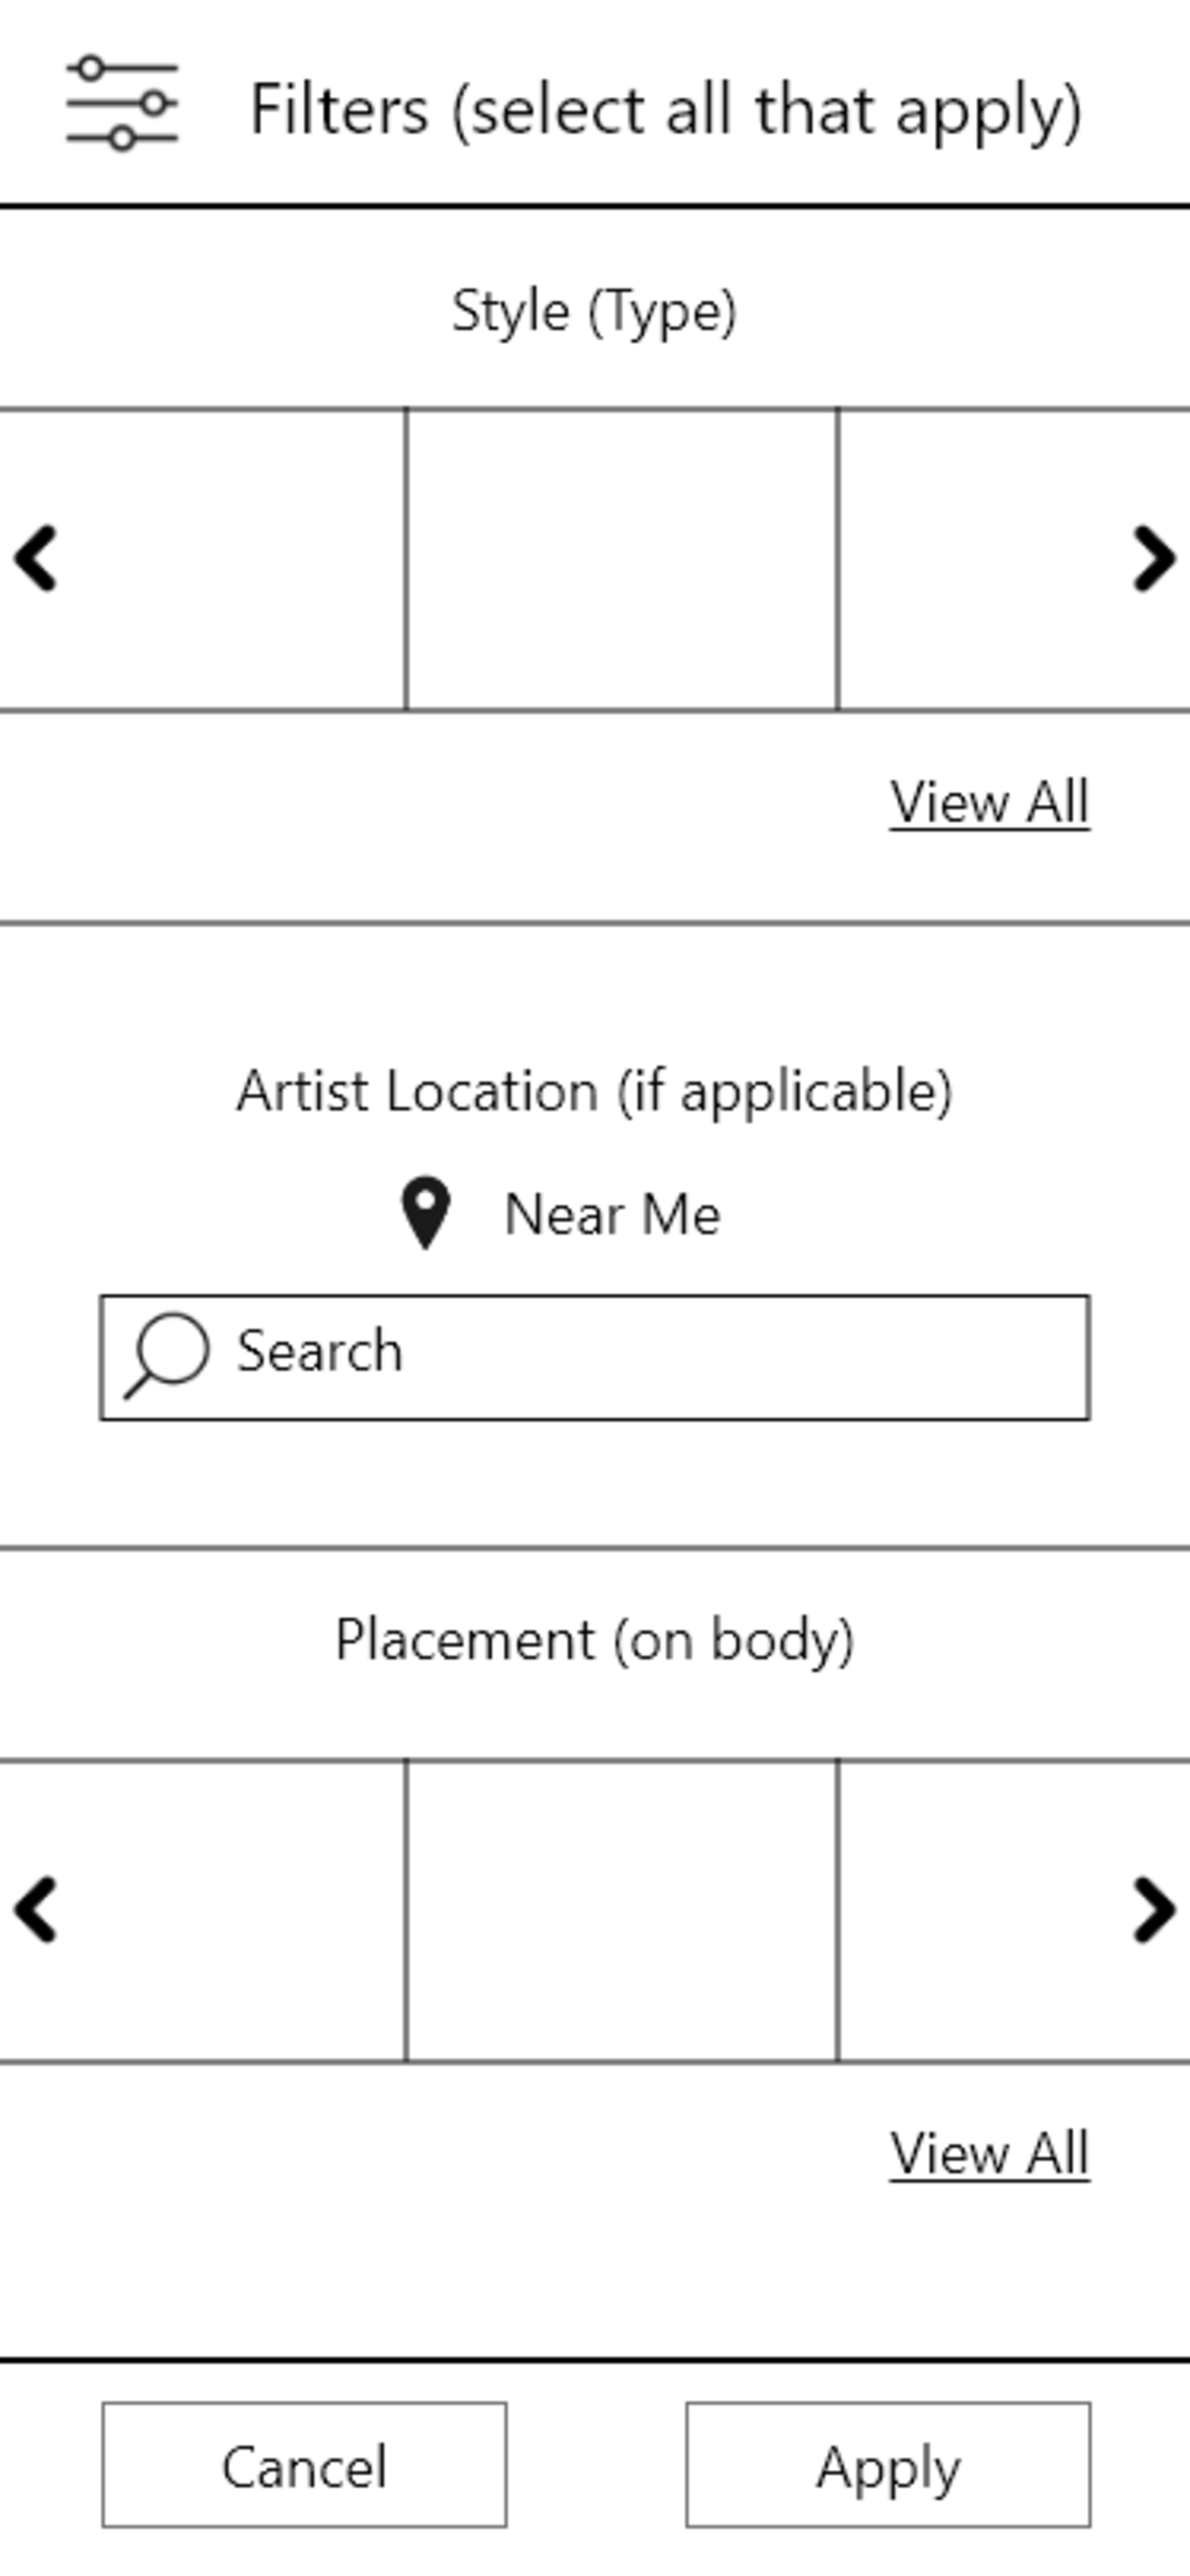 Filters (select all that apply)
Style (Type)
View All
Artist Location (if applicable)
Near Me
Search
Placement (on body)
View All
Cancel
Apply